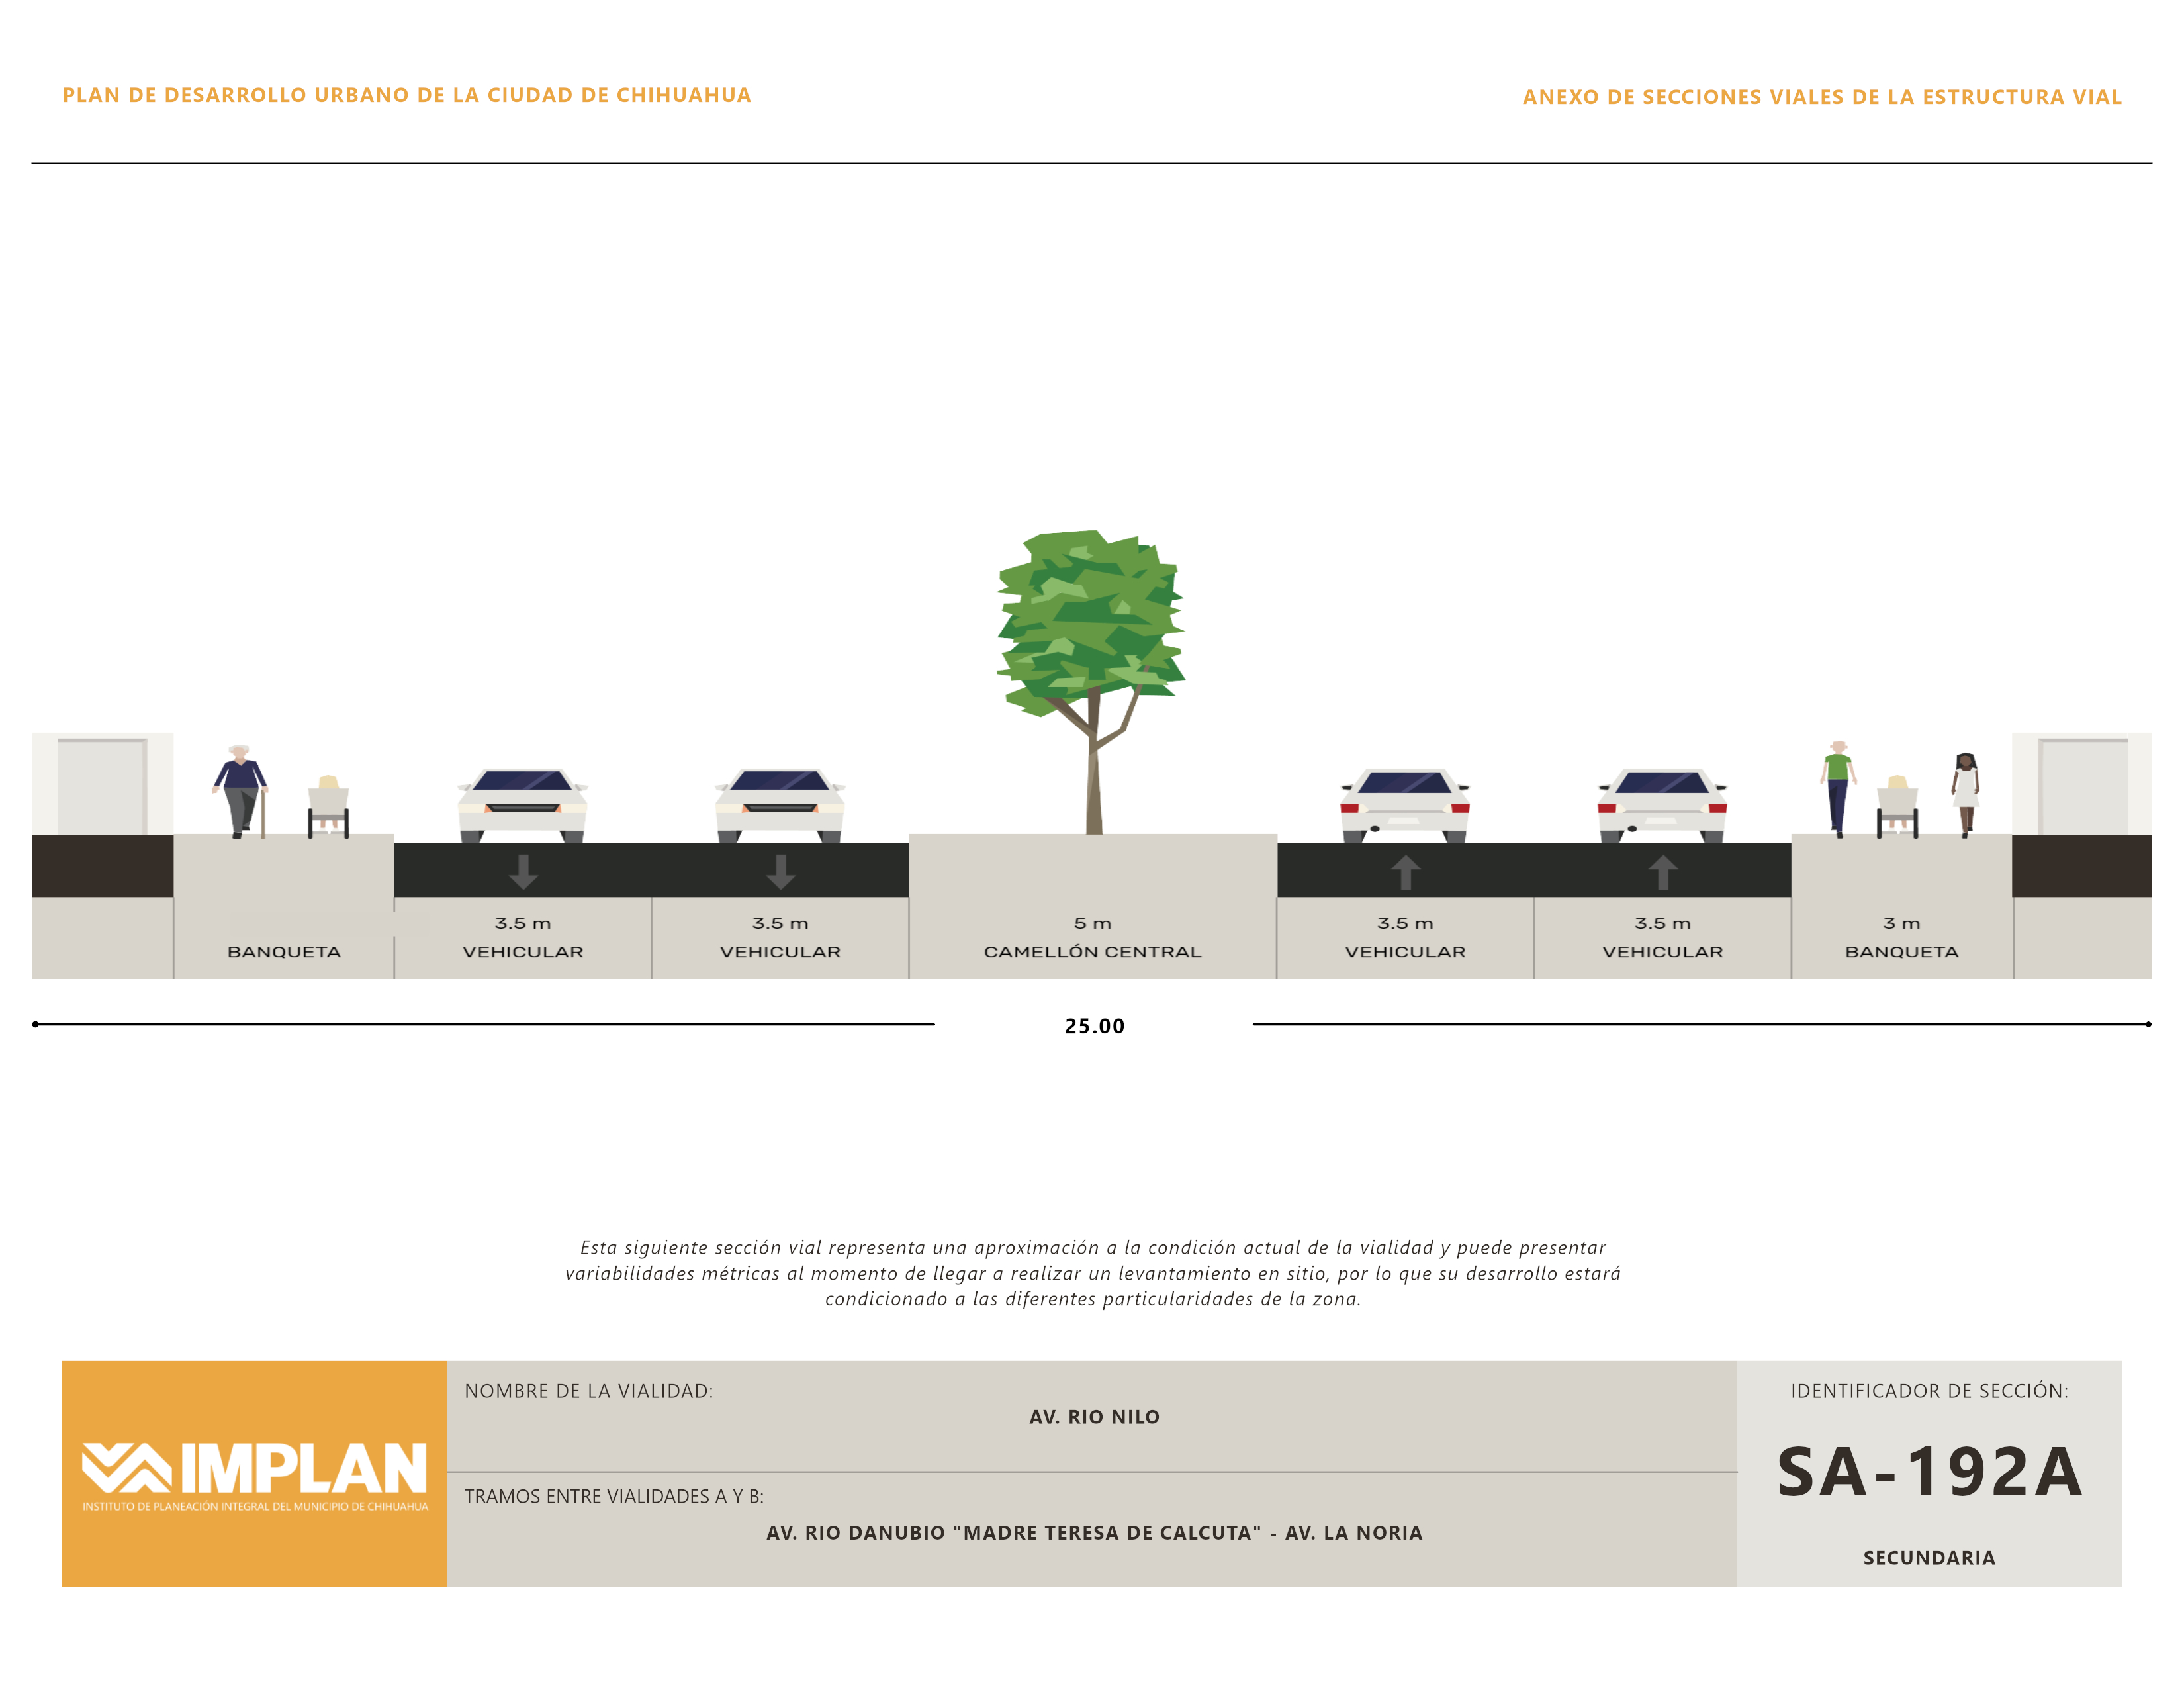 PLAN DE DESARROLLO URBANO DE LA CIUDAD DE CHIHUAHUA
ANEXO DE SECCIONES VIALES DE LA ESTRUCTURA VIAL
BANQUETA
3.5 m
VEHICULAR
3.5 m
VEHICULAR
5 m
CAMELLÓN CENTRAL
3.5 m
VEHICULAR
3.5 m
VEHICULAR
3 m
BANQUETA
25.00
Esta siguiente sección vial representa una aproximación a la condición actual de la vialidad y puede presentar
variabilidades métricas al momento de llegar a realizar un levantamiento en sitio, por lo que su desarrollo estará
condicionado a las diferentes particularidades de la zona.
IMPLAN
INSTITUTO DE PLANEACIÓN INTEGRAL DEL MUNICIPIO DE CHIHUAHUA
NOMBRE DE LA VIALIDAD:
AV. RIO NILO
TRAMOS ENTRE VIALIDADES A Y B:
AV. RIO DANUBIO "MADRE TERESA DE CALCUTA" - AV. LA NORIA
IDENTIFICADOR DE SECCIÓN:
SA-192A
SECUNDARIA